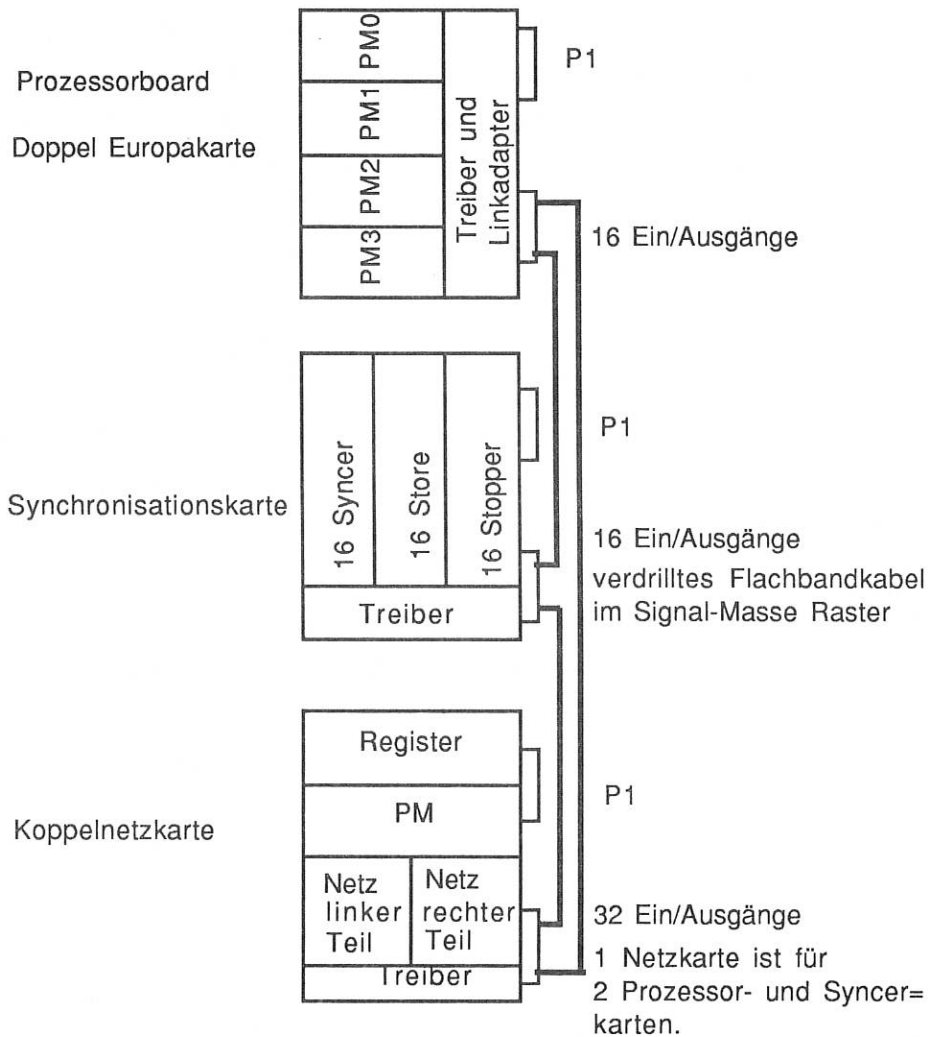 Prozessorboard
Doppel Europakarte
PM0
PM1
PM2
PM3
Treiber und
Linkadapter
P1
16 Ein/Ausgänge
Synchronisationskarte
16 Syncer
16 Store
16 Stopper
Treiber
P1
16 Ein/Ausgänge
verdrilltes Flachbandkabel
im Signal-Masse Raster
Koppelnetzkarte
Register
PM
Netz
linker
Teil
Netz
rechter
Teil
Treiber
P1
32 Ein/Ausgänge
1 Netzkarte ist für
2 Prozessor- und Syncer=
karten.